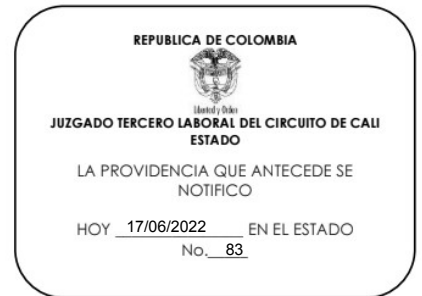 REPUBLICA DE COLOMBIA
Libertad y Orden
JUZGADO TERCERO LABORAL DEL CIRCUITO DE CALI
ESTADO
LA PROVIDENCIA QUE ANTECEDE SE
NOTIFICO
HOY 17/06/2022 EN EL ESTADO
No. 83